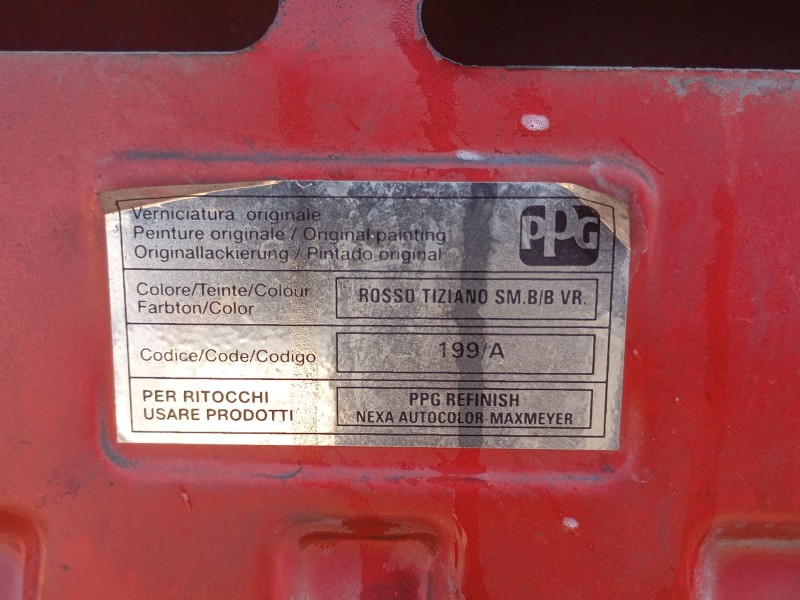 Verniciatura originale
Peinture originale / Original painting
Originallackierung / Pintado original
PPG
Colore/Teinte/Colour
Farbton/Color
ROSSO TIZIANO SM.B/B VR.
Codice/Code/Codigo
199/A
PER RITOCCHI
USARE PRODOTTI
PPG REFINISH
NEXA AUTOCOLOR-MAXMEYER